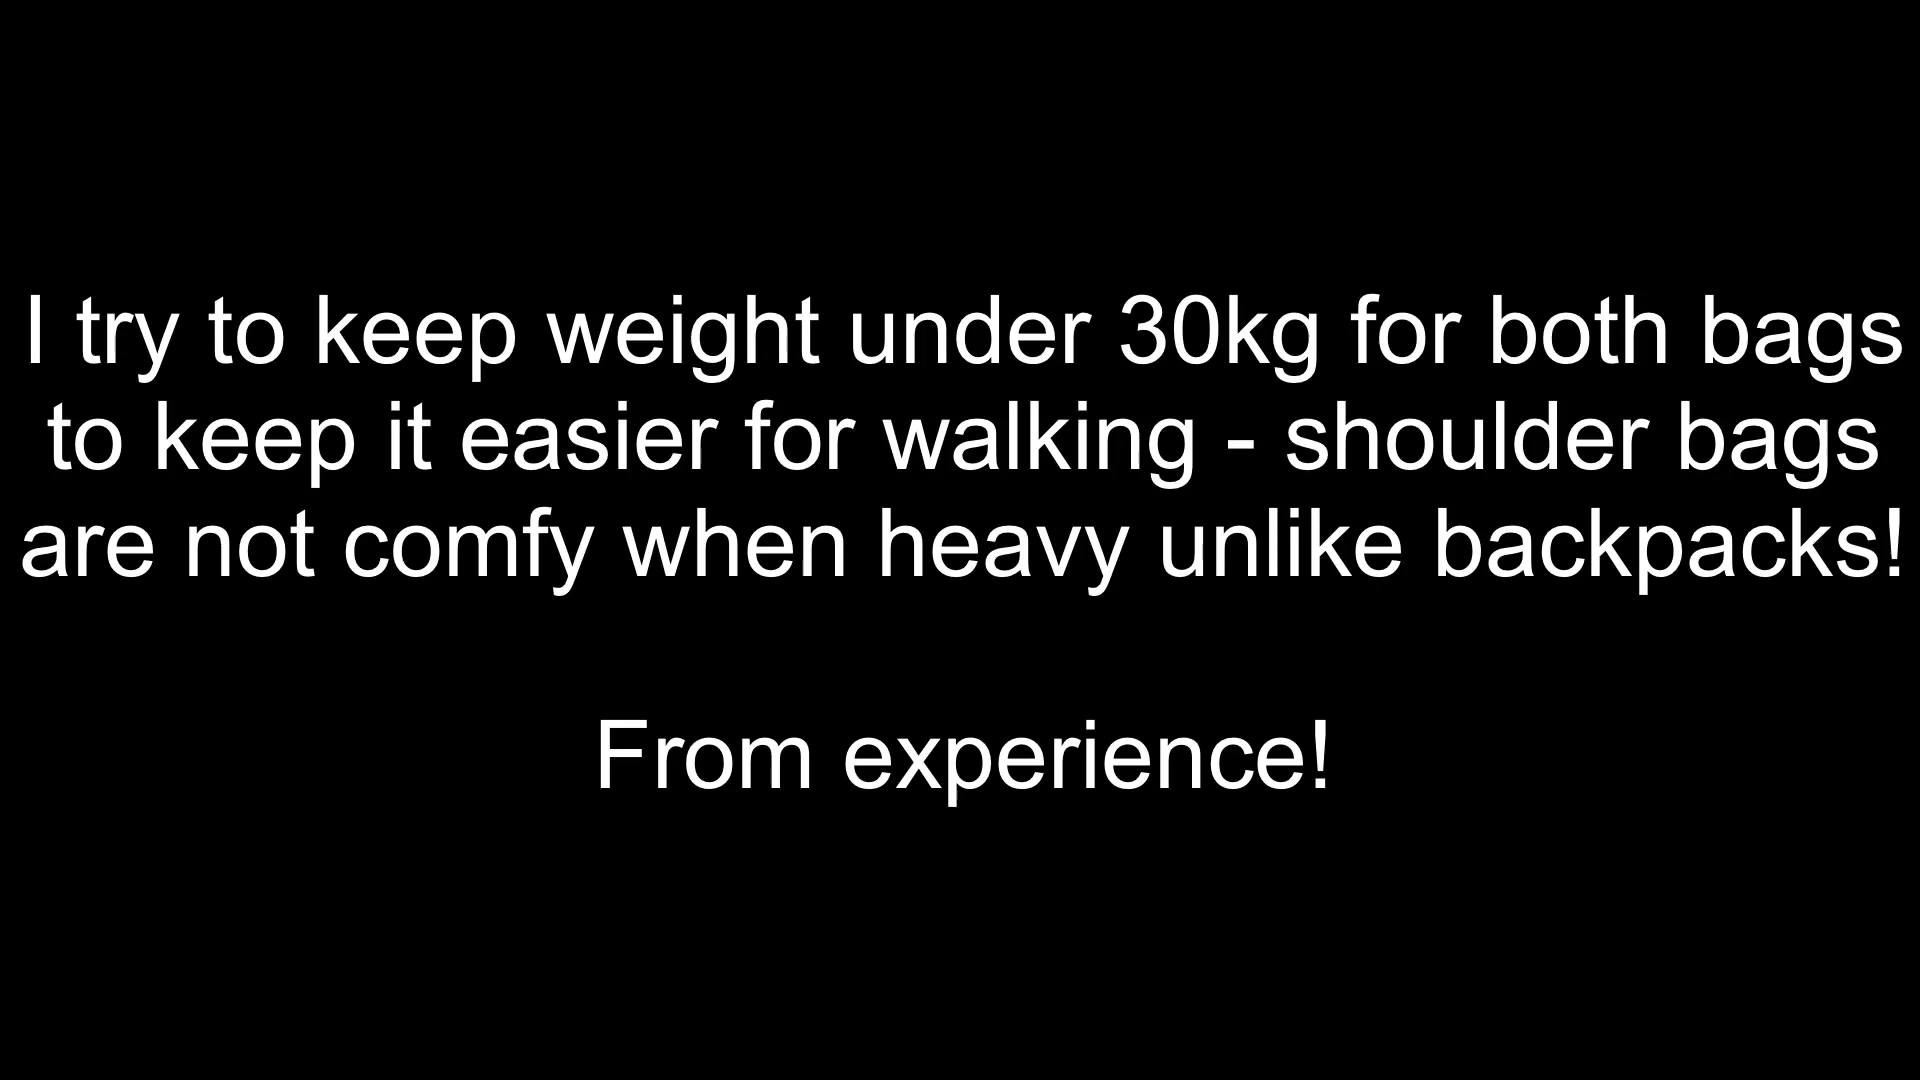 I try to keep weight under 30kg for both bags
to keep it easier for walking - shoulder bags
are not comfy when heavy unlike backpacks!
From experience!